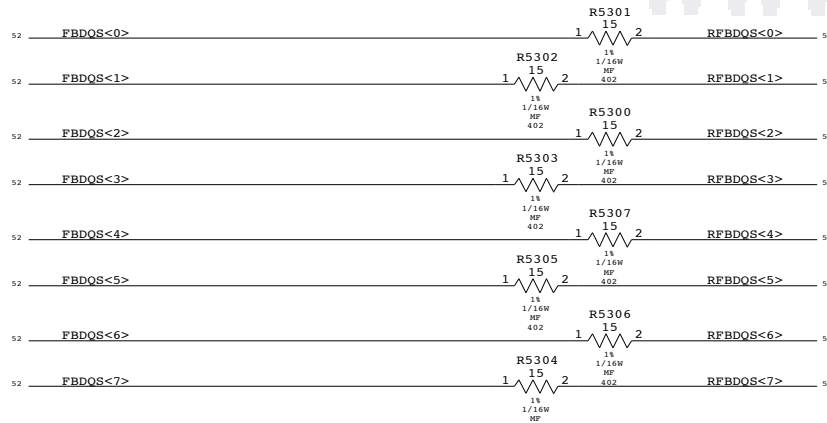 R5301
15
52 FBDQS<0> 1 2 RFBDQS<0> 5
1%
1/16W
MF
402
R5302
15
52 FBDQS<1> 1 2 RFBDQS<1> 5
1%
1/16W
MF
402
R5300
15
52 FBDQS<2> 1 2 RFBDQS<2> 5
1%
1/16W
MF
402
R5303
15
52 FBDQS<3> 1 2 RFBDQS<3> 5
1%
1/16W
MF
402
R5307
15
52 FBDQS<4> 1 2 RFBDQS<4> 5
1%
1/16W
MF
402
R5305
15
52 FBDQS<5> 1 2 RFBDQS<5> 5
1%
1/16W
MF
402
R5306
15
52 FBDQS<6> 1 2 RFBDQS<6> 5
1%
1/16W
MF
402
R5304
15
52 FBDQS<7> 1 2 RFBDQS<7> 5
1%
1/16W
MF